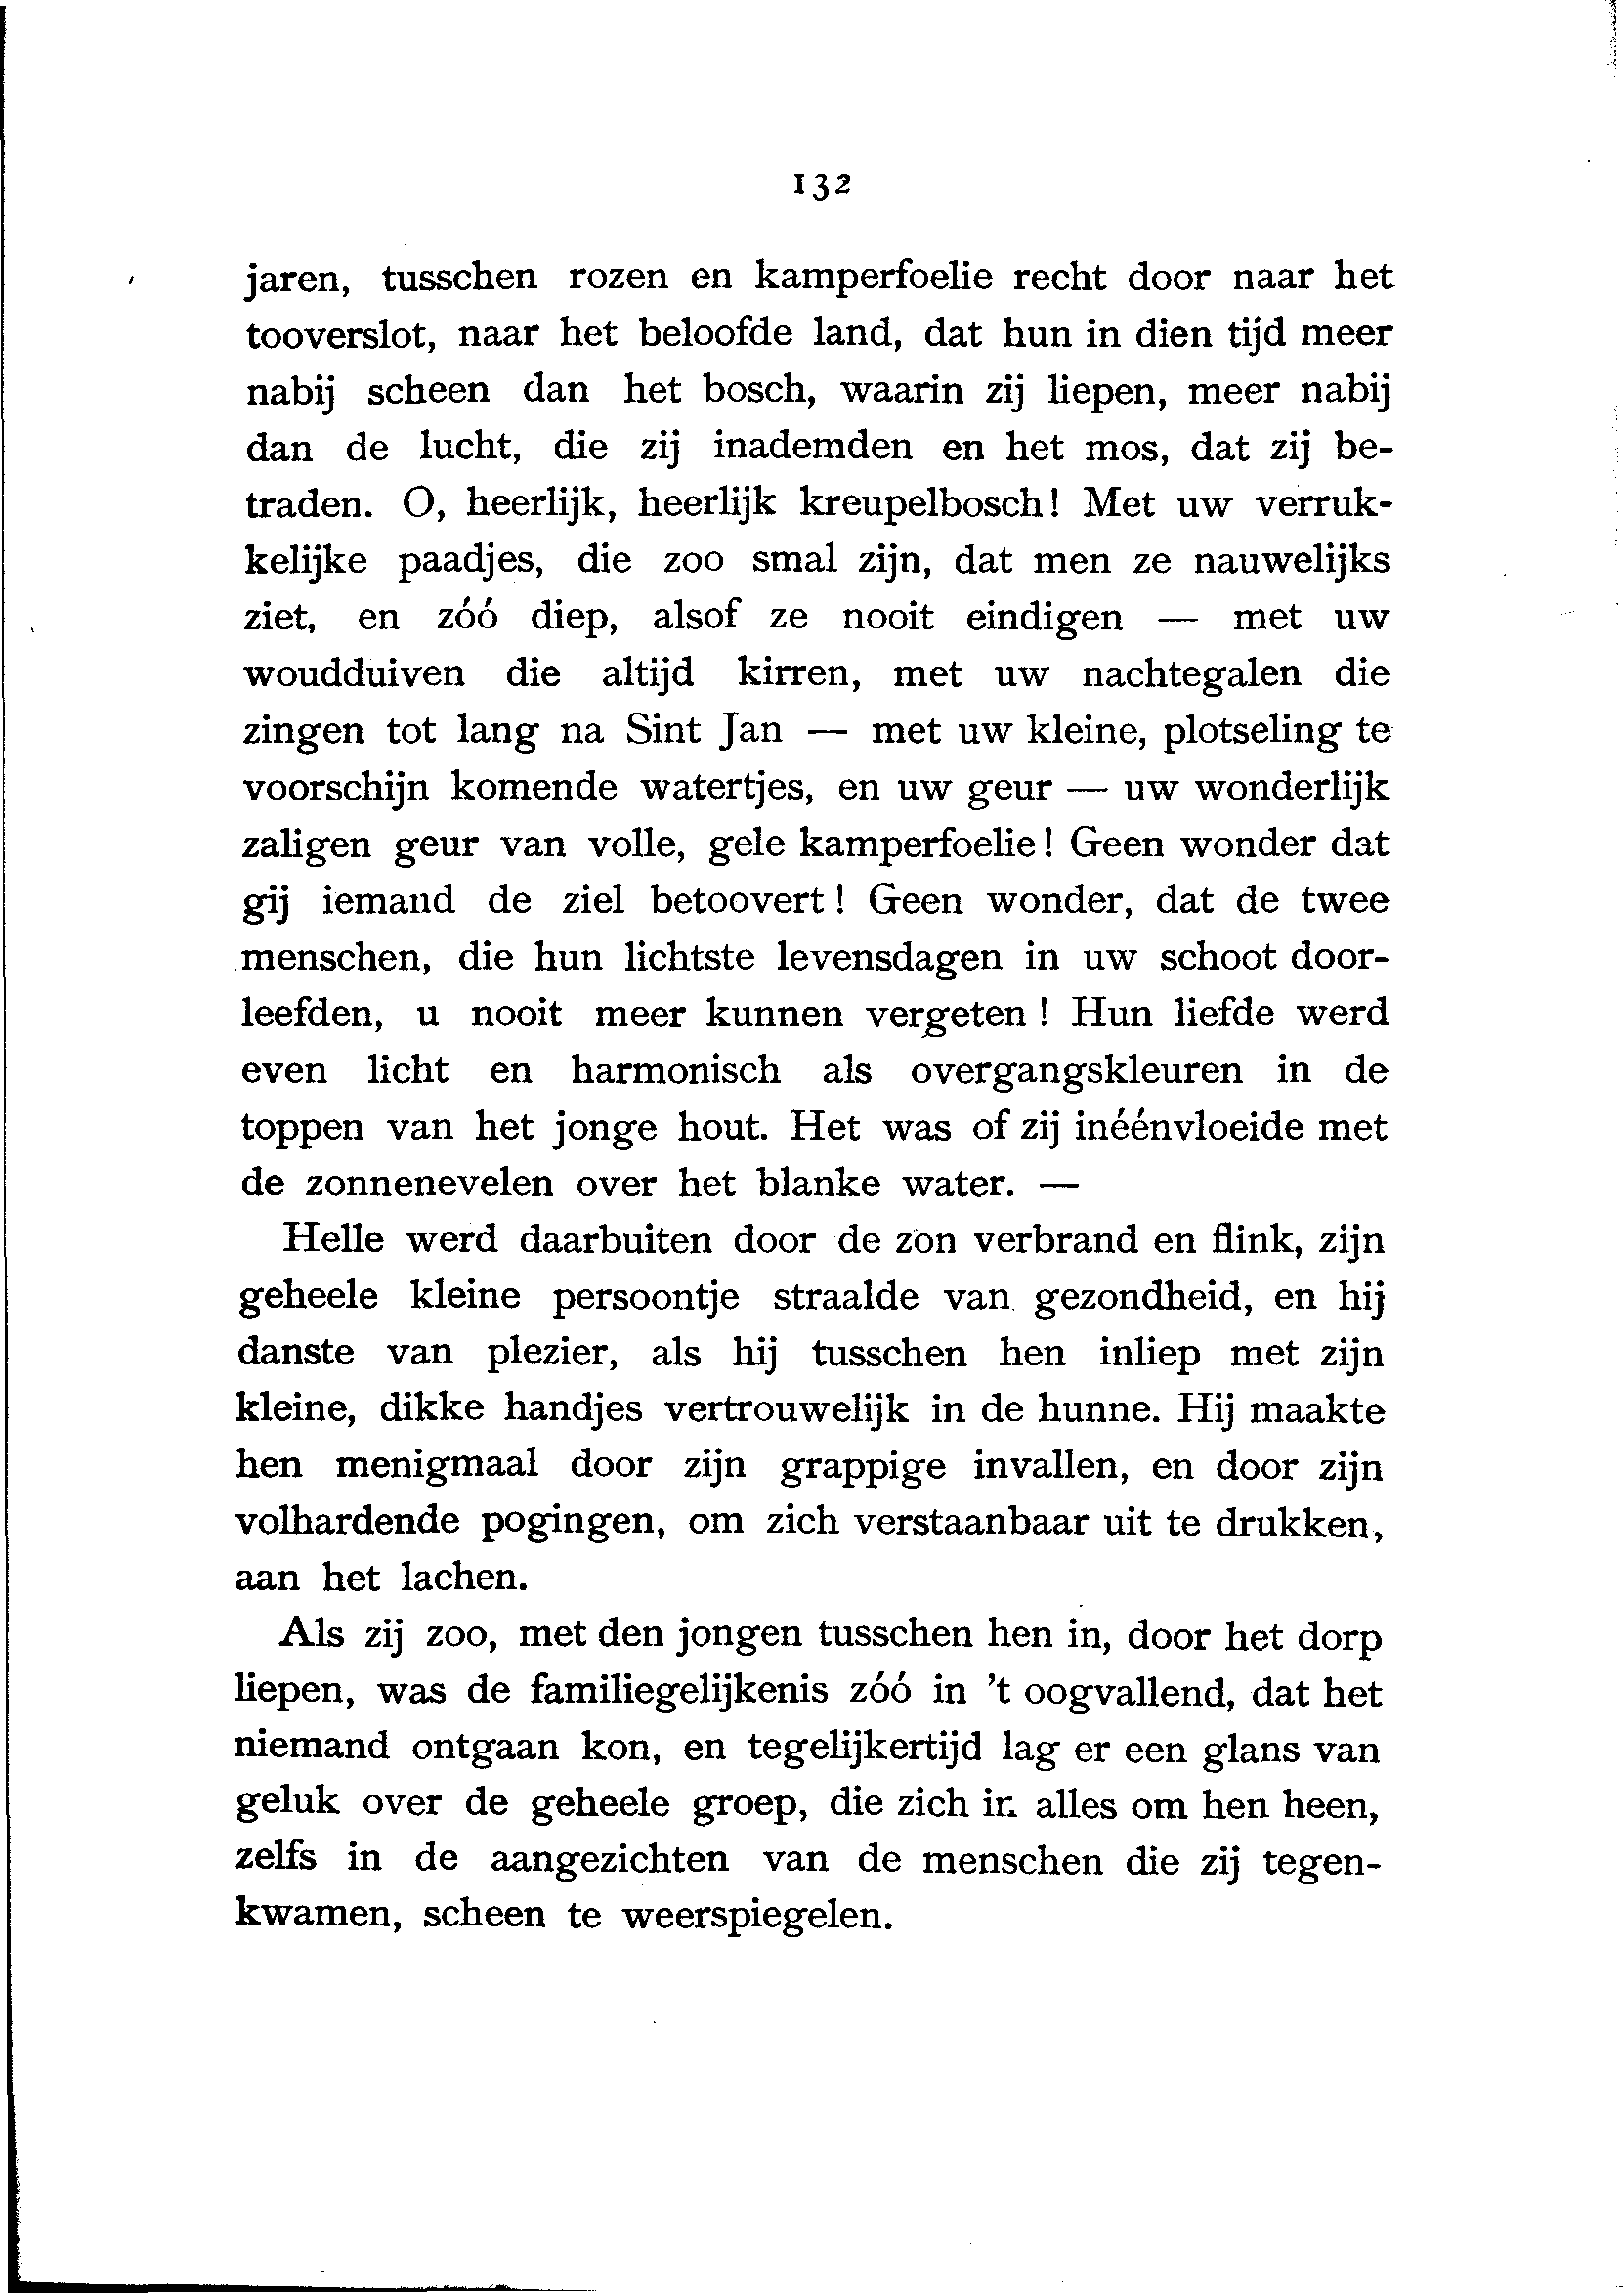 132
jaren, tusschen rozen en kamperfoelie recht door naar het
tooverslot, naar het beloofde land, dat hun in dien tijd meer
nabij scheen dan het bosch, waarin zij liepen, meer nabij
dan de lucht, die zij inademden en het mos, dat zij be-
traden. O, heerlijk, heerlijk kreupelbosch! Met uw verruk-
kelijke paadjes, die zoo smal zijn, dat men ze nauwelijks
ziet, en zóó diep, alsof ze nooit eindigen — met uw
woudduiven die altijd kirren, met uw nachtegalen die
zingen tot lang na Sint Jan — met uw kleine, plotseling te
voorschijn komende watertjes, en uw geur — uw wonderlijk
zaligen geur van volle, gele kamperfoelie! Geen wonder dat
gij iemand de ziel betoovert! Geen wonder, dat de twee
menschen, die hun lichtste levensdagen in uw schoot door-
leefden, u nooit meer kunnen vergeten! Hun liefde werd
even licht en harmonisch als overgangskleuren in de
toppen van het jonge hout. Het was of zij inéénvloeide met
de zonnenevelen over het blanke water. —
Helle werd daarbuiten door de zon verbrand en flink, zijn
geheele kleine persoontje straalde van gezondheid, en hij
danste van plezier, als hij tusschen hen inliep met zijn
kleine, dikke handjes vertrouwelijk in de hunne. Hij maakte
hen menigmaal door zijn grappige invallen, en door zijn
volhardende pogingen, om zich verstaanbaar uit te drukken,
aan het lachen.
Als zij zoo, met den jongen tusschen hen in, door het dorp
liepen, was de familiegelijkenis zóó in 't oogvallend, dat het
niemand ontgaan kon, en tegelijkertijd lag er een glans van
geluk over de geheele groep, die zich in alles om hen heen,
zelfs in de aangezichten van de menschen die zij tegen-
kwamen, scheen te weerspiegelen.